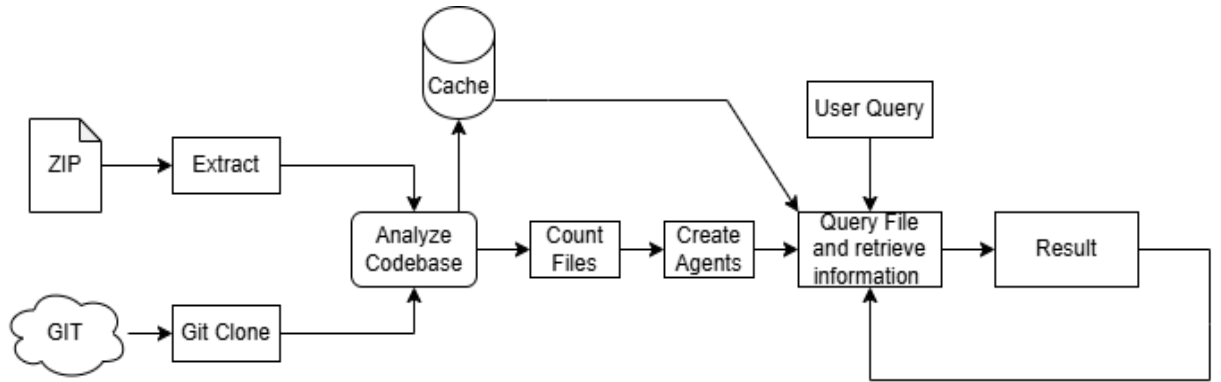 Cache
User Query
ZIP
Extract
Analyze
Codebase
Count
Files
Create
Agents
Query File
and retrieve
information
Result
GIT
Git Clone